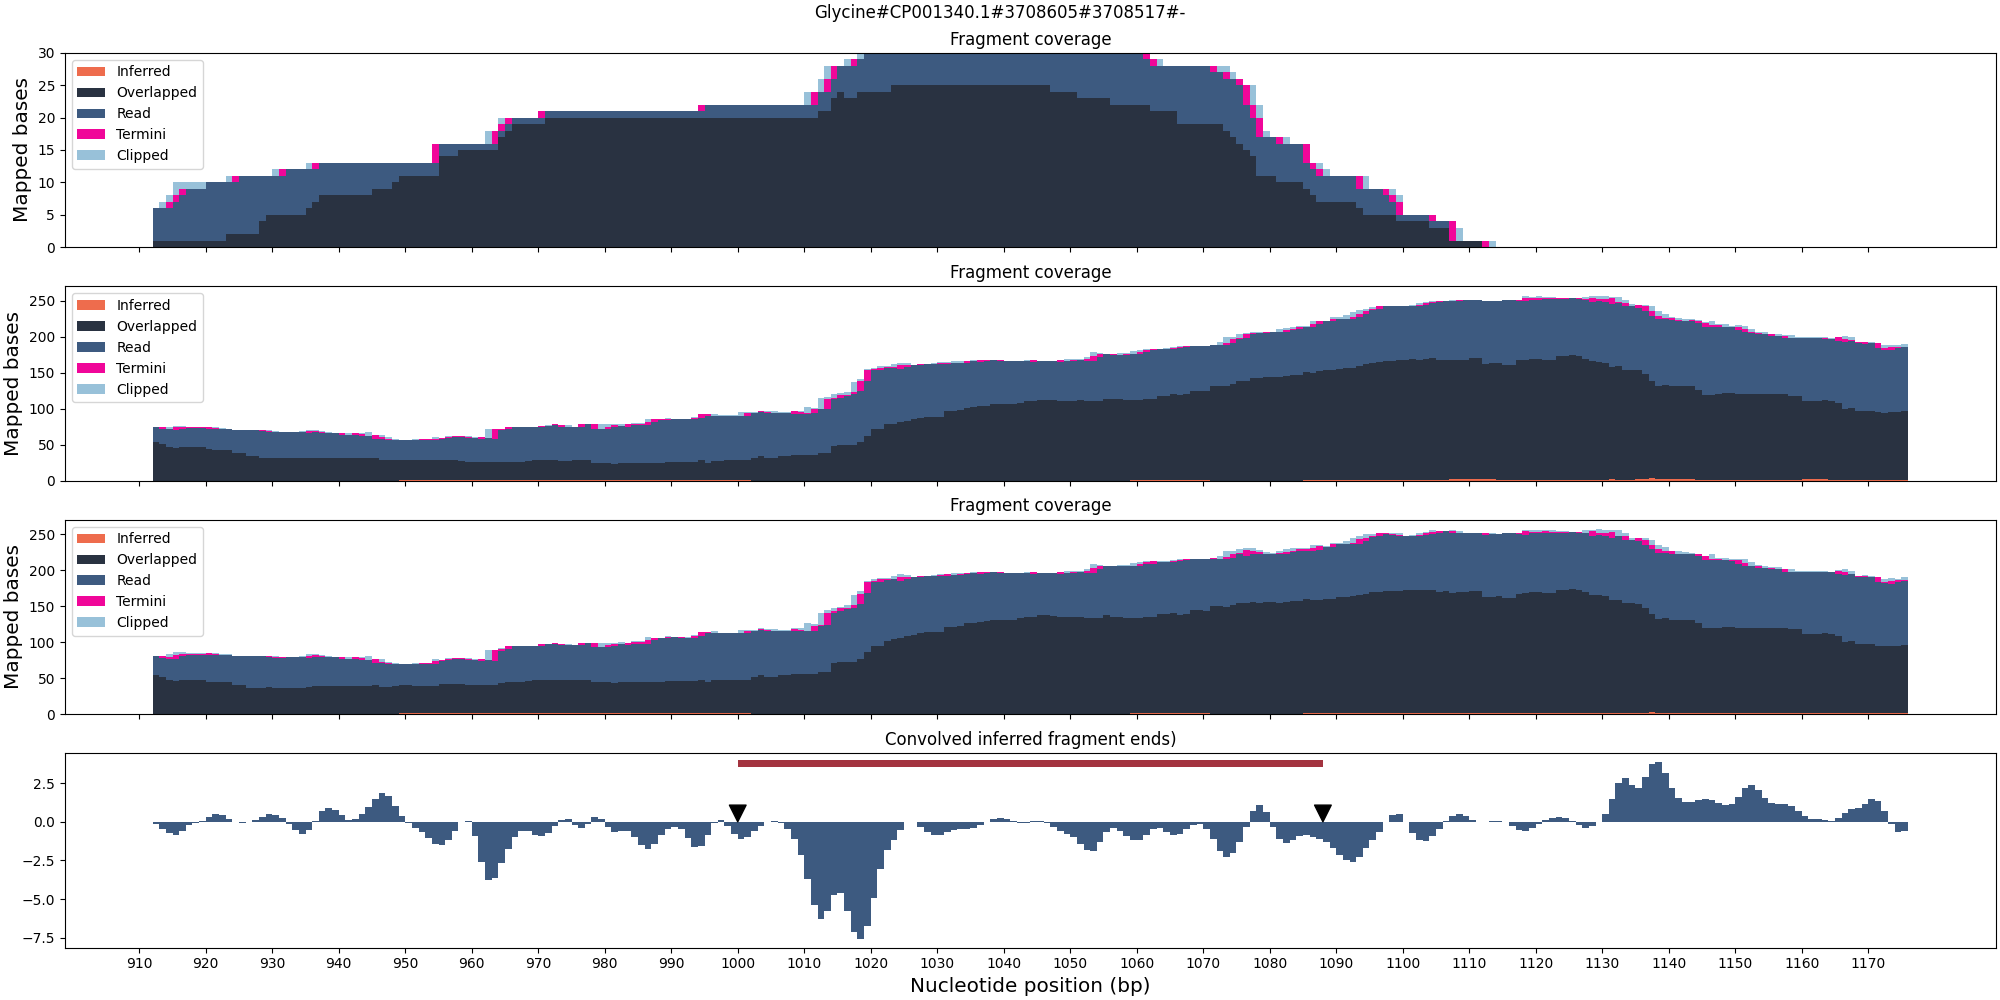 Glycine#CP001340.1#3708605#3708517#-
Fragment coverage
Mapped bases
30
25
20
15
10
5
0
Inferred
Overlapped
Read
Termini
Clipped
Fragment coverage
Mapped bases
250
200
150
100
50
0
Inferred
Overlapped
Read
Termini
Clipped
Fragment coverage
Mapped bases
250
200
150
100
50
0
Inferred
Overlapped
Read
Termini
Clipped
Convolved inferred fragment ends)
2.5
0.0
−2.5
−5.0
−7.5
910 920 930 940 950 960 970 980 990 1000 1010 1020 1030 1040 1050 1060 1070 1080 1090 1100 1110 1120 1130 1140 1150 1160 1170
Nucleotide position (bp)